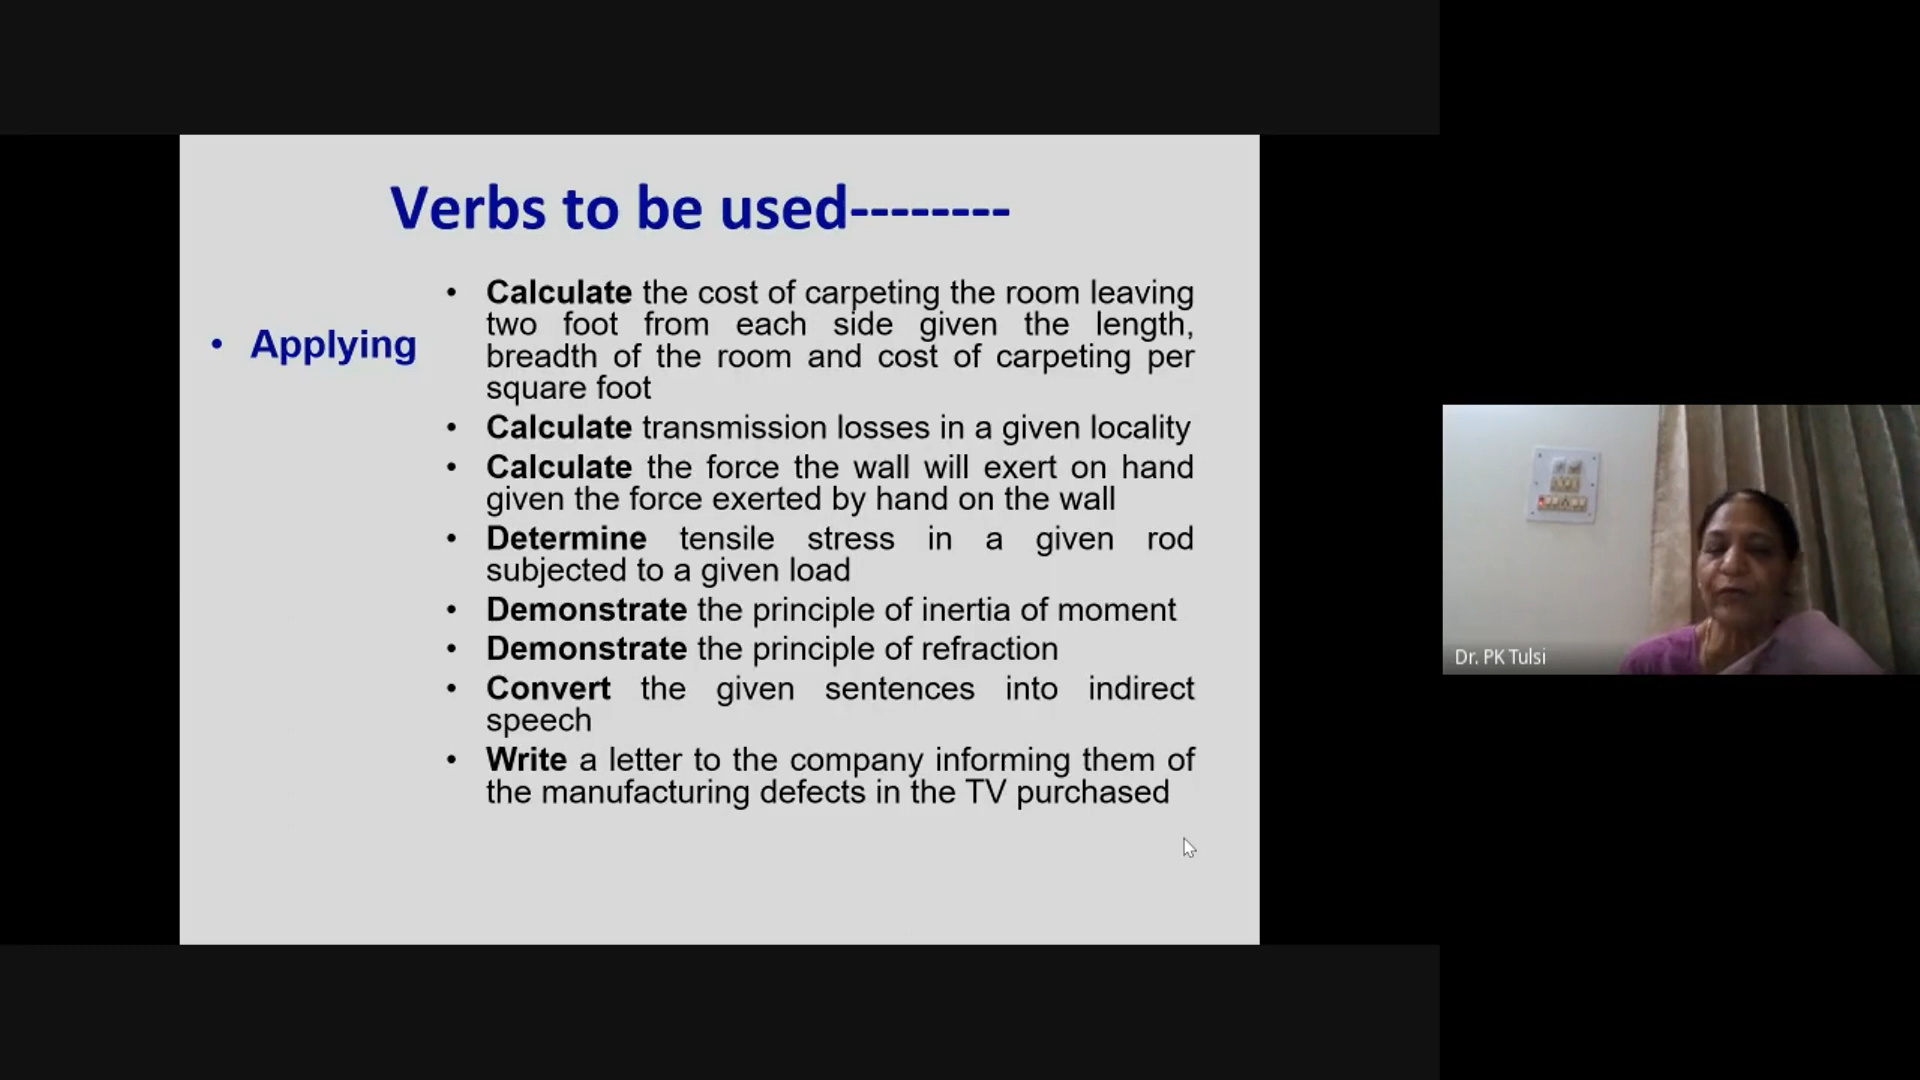 Verbs to be used--------
• Applying
• Calculate the cost of carpeting the room leaving
two foot from each side given the length,
breadth of the room and cost of carpeting per
square foot
• Calculate transmission losses in a given locality
• Calculate the force the wall will exert on hand
given the force exerted by hand on the wall
• Determine tensile stress in a given rod
subjected to a given load
• Demonstrate the principle of inertia of moment
• Demonstrate the principle of refraction
• Convert the given sentences into indirect
speech
• Write a letter to the company informing them of
the manufacturing defects in the TV purchased
Dr. PK Tulsi